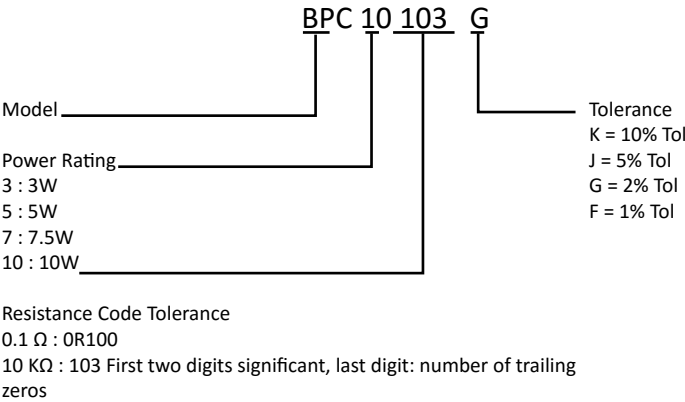 BPC 10 103 G
Model
Power Rating
3 : 3W
5 : 5W
7 : 7.5W
10 : 10W
Tolerance
K = 10% Tol
J = 5% Tol
G = 2% Tol
F = 1% Tol
Resistance Code Tolerance
0.1 Ω : 0R100
10 KΩ : 103 First two digits significant, last digit: number of trailing
zeros